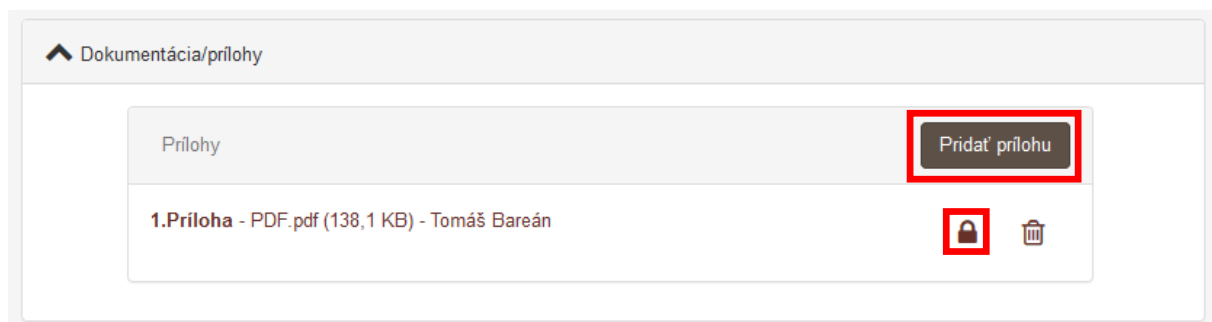 Dokumentácia/prílohy
Prílohy
Pridať prílohu
1.Príloha - PDF.pdf (138,1 KB) - Tomáš Bareán